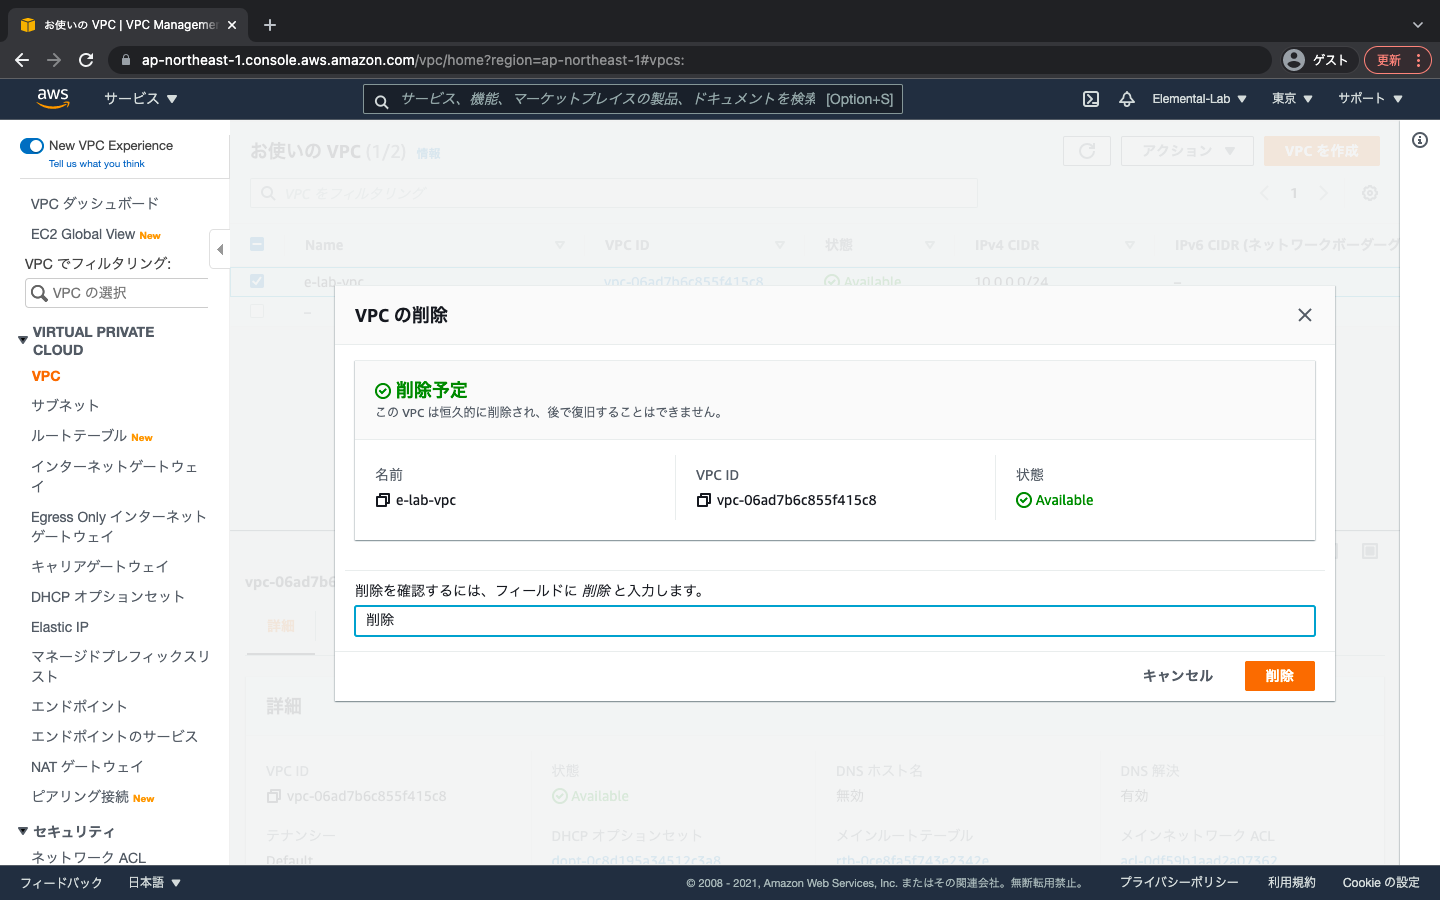 お使いの VPC | VPC Manageme
ap-northeast-1.console.aws.amazon.com/vpc/home?region=ap-northeast-1#vpcs:
ゲスト
更新
aws
サービス
サービス、機能、マーケットプレイスの製品、ドキュメントを検索 [Option+S]
Elemental-Lab
東京
サポート
New VPC Experience
Tell us what you think
VPC ダッシュボード
EC2 Global View New
VPC でフィルタリング:
VPC の選択
VIRTUAL PRIVATE
CLOUD
VPC
サブネット
ルートテーブル New
インターネットゲートウェ
イ
Egress Only インターネット
ゲートウェイ
キャリアゲートウェイ
DHCP オプションセット
Elastic IP
マネージドプレフィックスリ
スト
エンドポイント
エンドポイントのサービス
NAT ゲートウェイ
ピアリング接続 New
セキュリティ
ネットワーク ACL
お使いの VPC (1/2) 情報
アクション
VPC を作成
VPC をフィルタリング
1
Name
VPC ID
状態
IPv4 CIDR
IPv6 CIDR (ネットワークボーダーグ
e-lab-vpc
vpc-06ad7b6c855f415c8
Available
10.0.0.0/24
–
–
VPC の削除
削除予定
この VPC は恒久的に削除され、後で復旧することはできません。
名前
e-lab-vpc
VPC ID
vpc-06ad7b6c855f415c8
状態
Available
削除を確認するには、フィールドに 削除 と入力します。
削除
キャンセル
削除
vpc-06ad7b6
詳細
詳細
VPC ID
vpc-06ad7b6c855f415c8
状態
Available
DNS ホスト名
無効
DNS 解決
有効
テナンシー
Default
DHCP オプションセット
dopt-0c8d195a34512c3a8
メインルートテーブル
rtb-0ce8fa5f743e2342e
メインネットワーク ACL
acl-0df59b1aad2a07362
フィードバック
日本語
© 2008 - 2021, Amazon Web Services, Inc. またはその関連会社。無断転用禁止。
プライバシーポリシー
利用規約
Cookie の設定